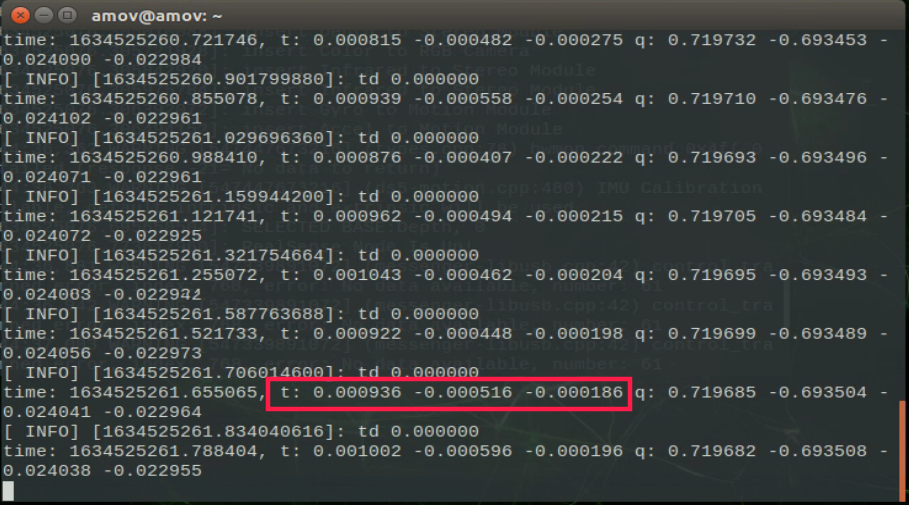 amov@amov: ~
time: 1634525260.721746, t: 0.000815 -0.000482 -0.000275 q: 0.719732 -0.693453 -
0.024090 -0.022984
[ INFO] [1634525260.901799880]: td 0.000000
time: 1634525260.855078, t: 0.000939 -0.000558 -0.000254 q: 0.719710 -0.693476 -
0.024102 -0.022961
[ INFO] [1634525261.029696360]: td 0.000000
time: 1634525260.988410, t: 0.000876 -0.000407 -0.000222 q: 0.719693 -0.693496 -
0.024071 -0.022961
[ INFO] [1634525261.159944200]: td 0.000000
time: 1634525261.121741, t: 0.000962 -0.000494 -0.000215 q: 0.719705 -0.693484 -
0.024072 -0.022925
[ INFO] [1634525261.321754664]: td 0.000000
time: 1634525261.255072, t: 0.001043 -0.000462 -0.000204 q: 0.719695 -0.693493 -
0.024063 -0.022942
[ INFO] [1634525261.587763688]: td 0.000000
time: 1634525261.521733, t: 0.000922 -0.000448 -0.000198 q: 0.719699 -0.693489 -
0.024056 -0.022973
[ INFO] [1634525261.706014600]: td 0.000000
time: 1634525261.655065, t: 0.000936 -0.000516 -0.000186 q: 0.719685 -0.693504 -
0.024041 -0.022964
[ INFO] [1634525261.834040616]: td 0.000000
time: 1634525261.788404, t: 0.001002 -0.000596 -0.000196 q: 0.719682 -0.693508 -
0.024038 -0.022955